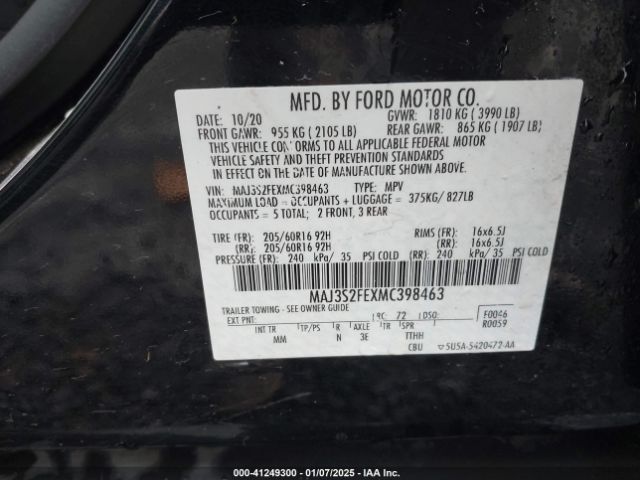 MFD. BY FORD MOTOR CO.
DATE: 10/20 GVWR: 1810 KG ( 3990 LB)
FRONT GAWR: 955 KG ( 2105 LB) REAR GAWR: 865 KG ( 1907 LB)
THIS VEHICLE CONFORMS TO ALL APPLICABLE FEDERAL MOTOR
VEHICLE SAFETY AND THEFT PREVENTION STANDARDS
IN EFFECT ON THE DATE OF MANUFACTURE SHOWN ABOVE.
VIN: MAJ3S2FEXMC398463 TYPE: MPV
MAXIMUM LOAD = OCCUPANTS + LUGGAGE = 375KG/ 827LB
OCCUPANTS = 5 TOTAL; 2 FRONT, 3 REAR
TIRE (FR): 205/60R16 92H RIMS (FR): 16x6.5J
(RR): 205/60R16 92H (RR): 16x6.5J
PRESSURE (FR): 240 kPa/ 35 PSI COLD (RR): 240 kPa/ 35 PSI COLD
MAJ3S2FEXMC398463
TRAILER TOWING - SEE OWNER GUIDE
EXT PNT: RC: 72 DSO: F0046
R0059
INT TR TP/PS R AXLE TR SPR
MM N 3E TTHH
CBU 5U5A-5420472-AA
000-41249300 - 01/07/2025 - IAA Inc.